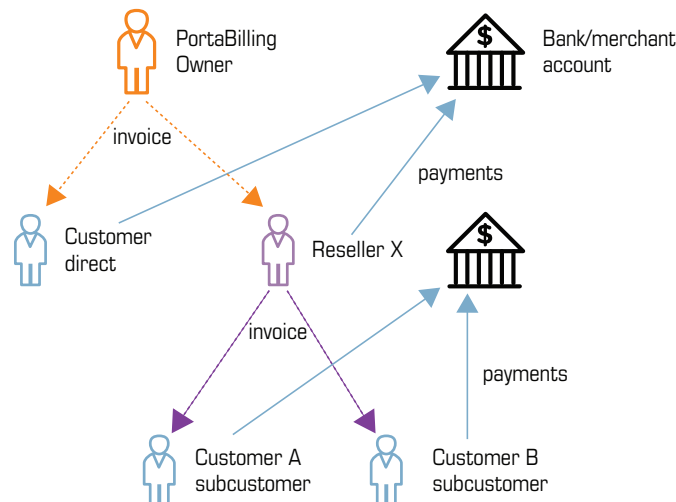 PortaBilling
Owner
$
Bank/merchant
account
invoice
payments
Customer
direct
Reseller X
$
invoice
payments
Customer A
subcustomer
Customer B
subcustomer